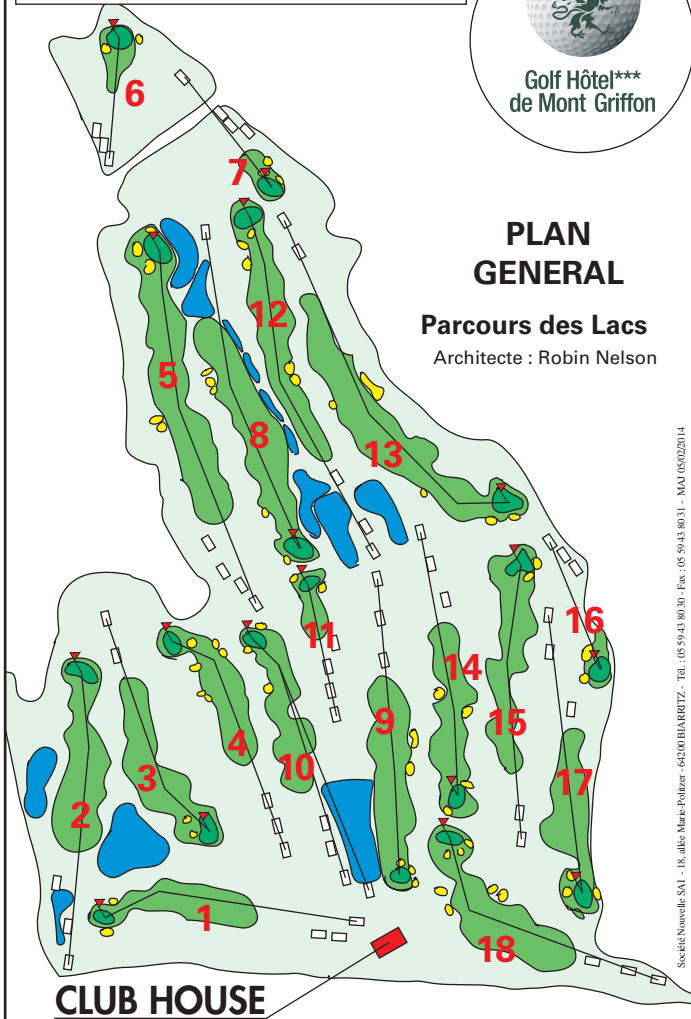 Golf Hôtel***
de Mont Griffon
PLAN
GENERAL
Parcours des Lacs
Architecte : Robin Nelson
6
7
12
5
8
13
11
16
14
15
9
4
10
3
2
17
1
18
CLUB HOUSE
Société Nouvelle SAI - 18, allée Marie-Politzer - 64200 BIARRITZ - Tél. : 05 59 43 80 30 - Fax : 05 59 43 80 31 - MAJ 05/02/2014